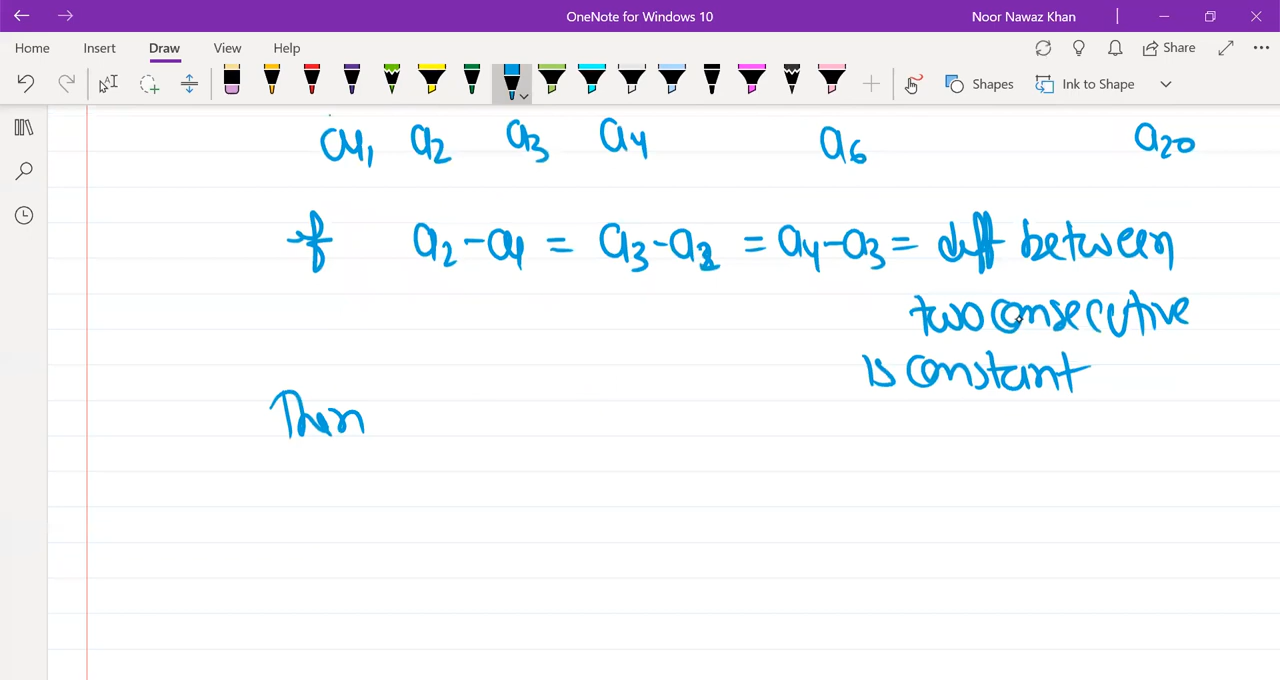 OneNote for Windows 10
Noor Nawaz Khan
Home Insert Draw View Help Share
Shapes Ink to Shape
a1, a2 a3 a4 a6 a20
if a2-a1 = a3-a2 = a4-a3 = diff between
two consecutive
is constant
Then